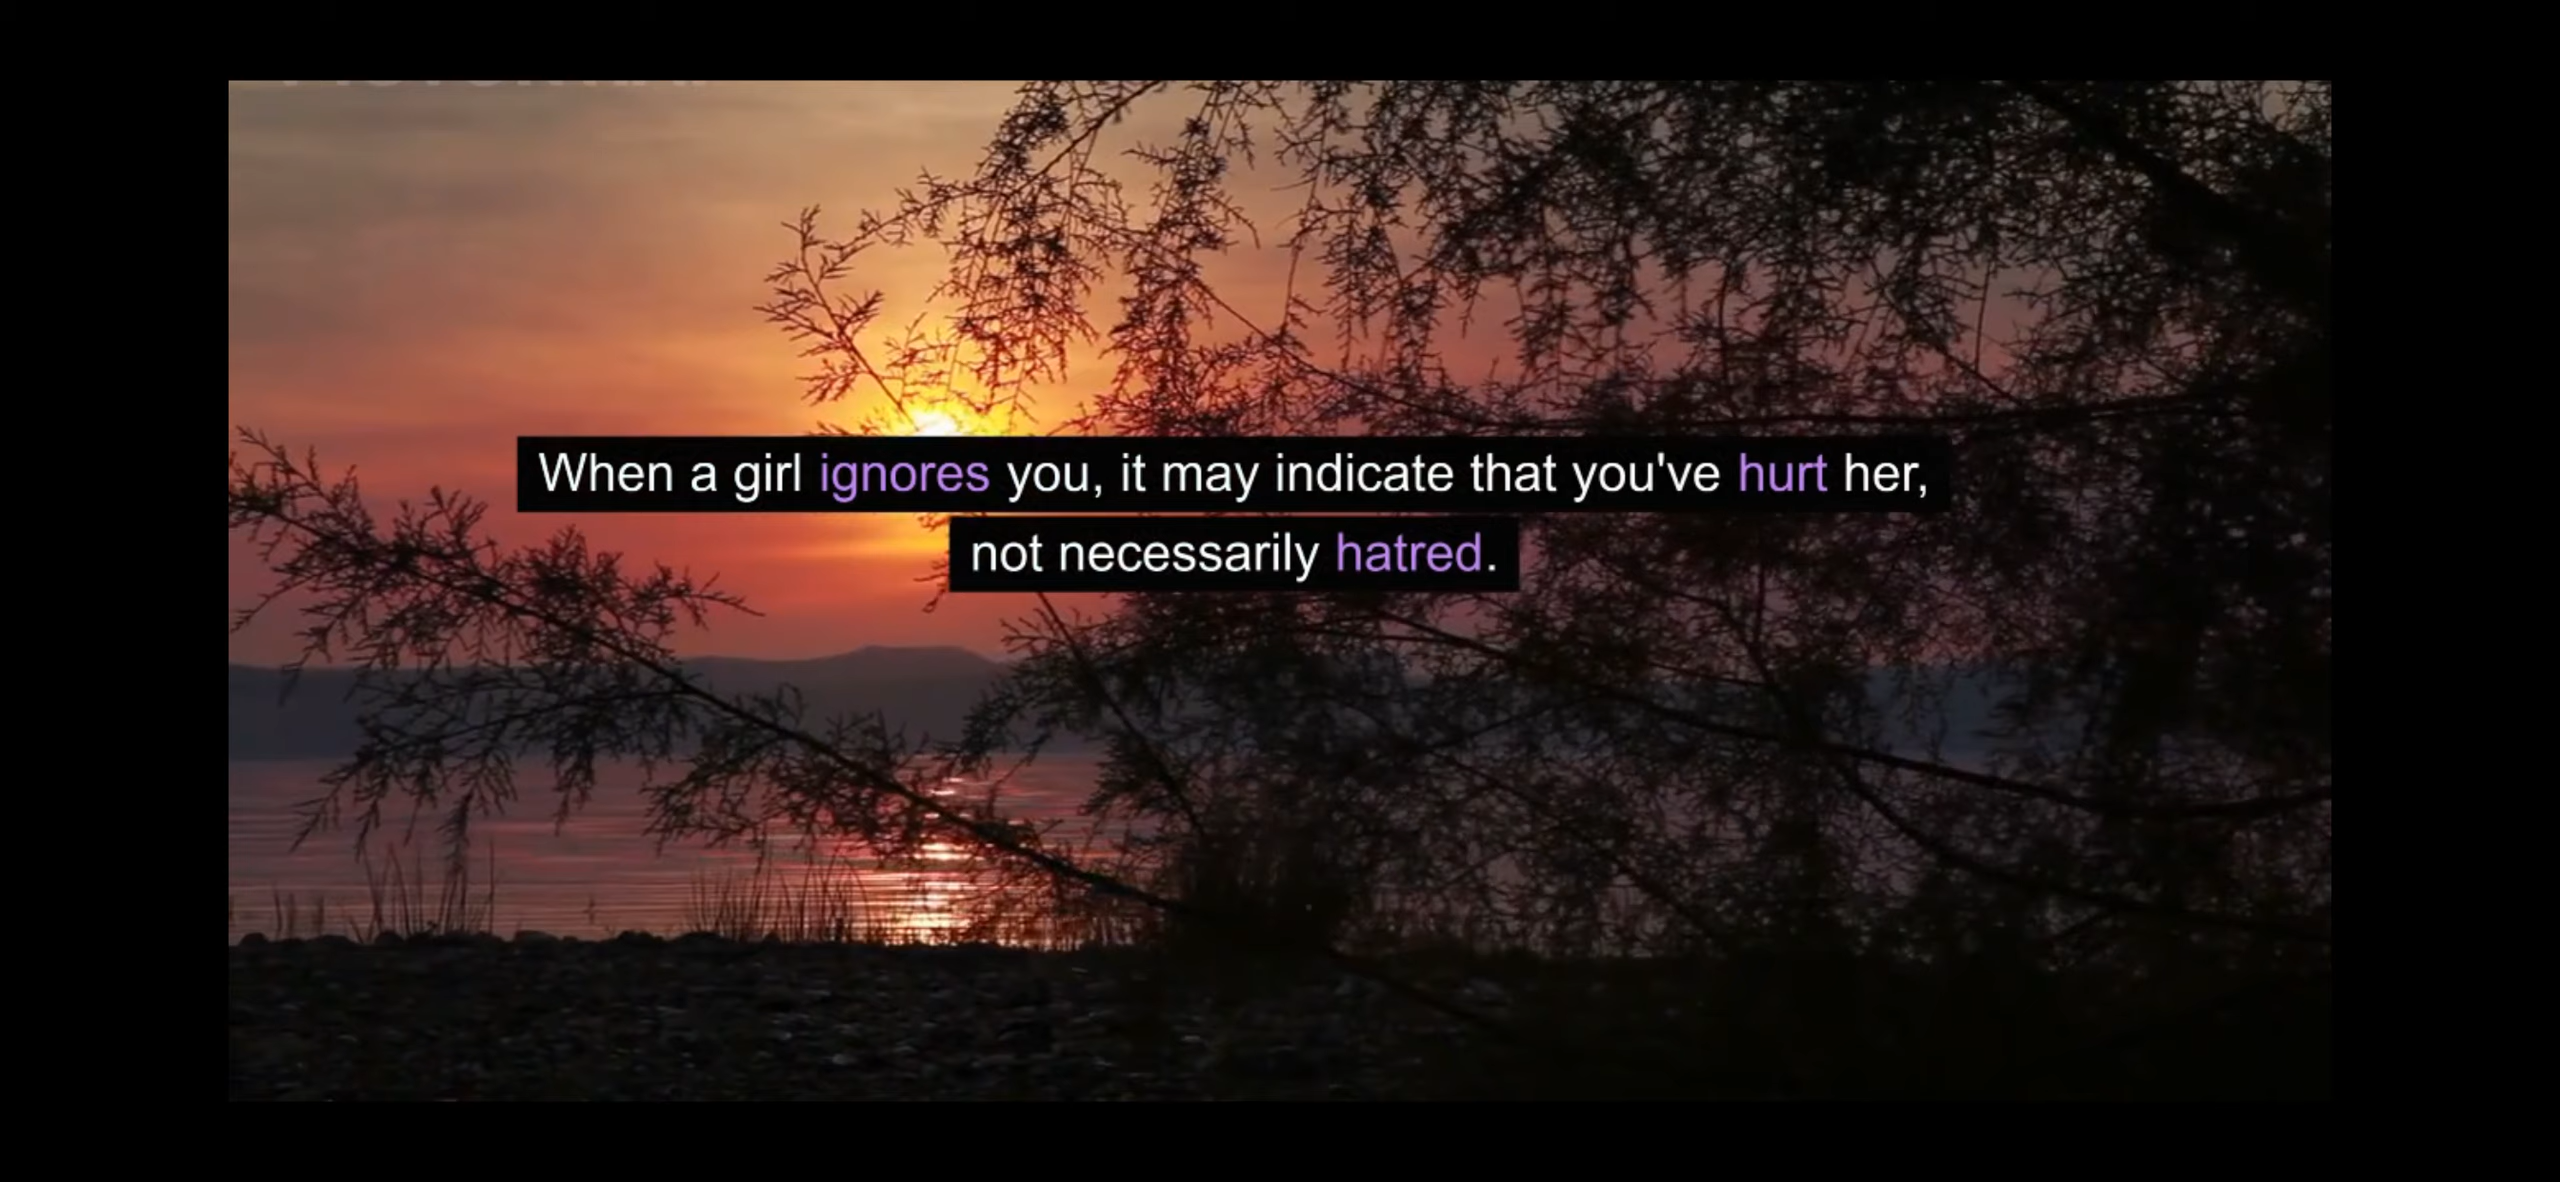 When a girl ignores you, it may indicate that you've hurt her,
not necessarily hatred.